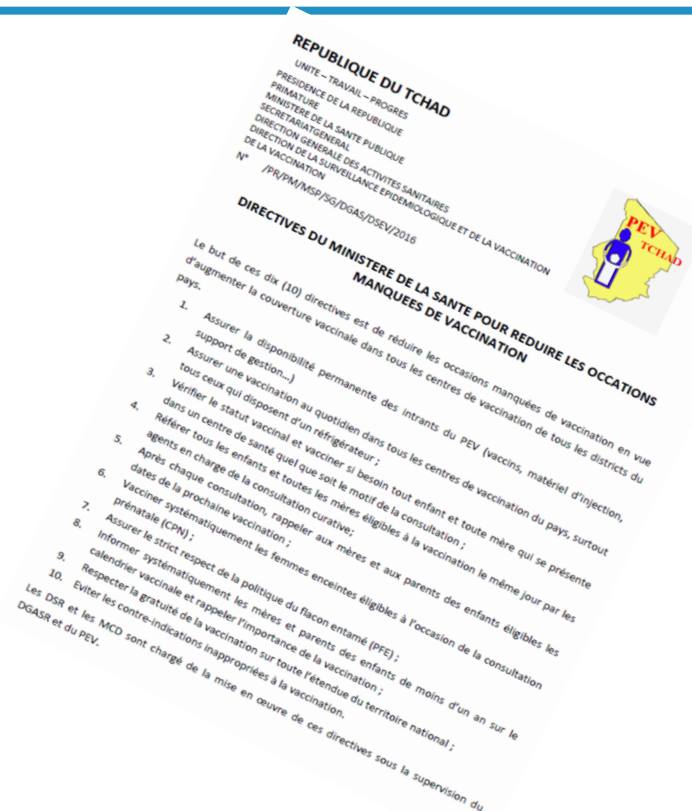 REPUBLIQUE DU TCHAD
UNITE – TRAVAIL – PROGRES
PRESIDENCE DE LA REPUBLIQUE
PRIMATURE
MINISTERE DE LA SANTE PUBLIQUE
SECRETARIATGENERAL
DIRECTION GENERALE DES ACTIVITES SANITAIRES
DIRECTION DE LA SURVEILLANCE EPIDEMIOLOGIQUE ET DE LA VACCINATION
DE LA VACCINATION
N° /PR/PM/MSP/SG/DGAS/DSEV/2016
PEV
TCHAD
DIRECTIVES DU MINISTERE DE LA SANTE POUR REDUIRE LES OCCATIONS
MANQUEES DE VACCINATION
Le but de ces dix (10) directives est de réduire les occasions manquées de vaccination en vue
d'augmenter la couverture vaccinale dans tous les centres de vaccination de tous les districts du
pays.
1. Assurer la disponibilité permanente des intrants du PEV (vaccins, matériel d'injection,
support de gestion...)
2. Assurer une vaccination au quotidien dans tous les centres de vaccination du pays, surtout
tous ceux qui disposent d'un réfrigérateur ;
3. Vérifier le statut vaccinal et vacciner si besoin tout enfant et toute mère qui se présente
dans un centre de santé quel que soit le motif de la consultation ;
4. Référer tous les enfants et toutes les mères éligibles à la vaccination le même jour par les
agents en charge de la consultation curative;
5. Après chaque consultation, rappeler aux mères et aux parents des enfants éligibles les
dates de la prochaine vaccination ;
6. Vacciner systématiquement les femmes enceintes éligibles à l'occasion de la consultation
prénatale (CPN) ;
7. Assurer le strict respect de la politique du flacon entamé (PFE) ;
8. Informer systématiquement les mères et parents des enfants de moins d'un an sur le
calendrier vaccinale et rappeler l'importance de la vaccination ;
9. Respecter la gratuité de la vaccination sur toute l'étendue du territoire national ;
10. Eviter les contre-indications inappropriées à la vaccination.
Les DSR et les MCD sont chargé de la mise en œuvre de ces directives sous la supervision du
DGASR et du PEV.